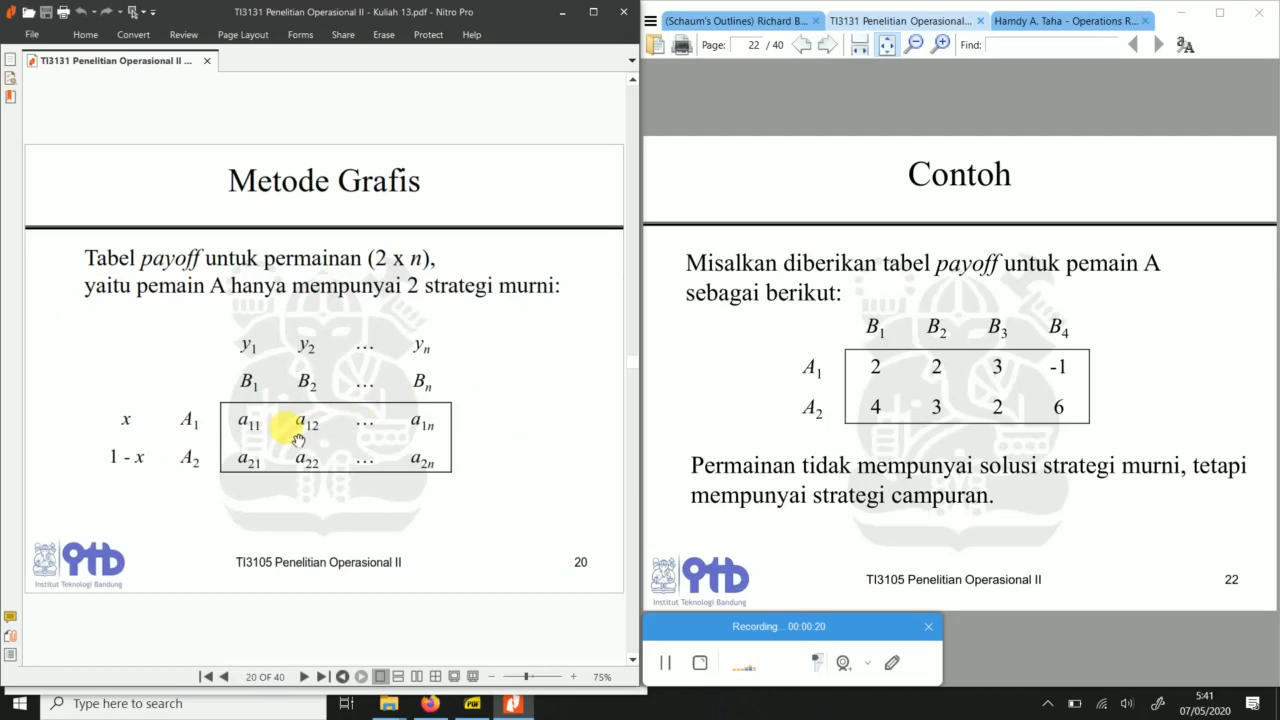 TI3131 Penelitian Operasional II - Kuliah 13.pdf - Nitro Pro
File Home Convert Review Page Layout Forms Share Erase Protect Help
TI3131 Penelitian Operasional II ...
Metode Grafis
Tabel payoff untuk permainan (2 x n),
yaitu pemain A hanya mempunyai 2 strategi murni:
y1 y2 ... yn
B1 B2 ... Bn
x A1 a11 a12 ... a1n
1 - x A2 a21 a22 ... a2n
Institut Teknologi Bandung
TI3105 Penelitian Operasional II
20
20 OF 40
75%
(Schaum's Outlines) Richard B... TI3131 Penelitian Operasional... Hamdy A. Taha - Operations R...
Page: 22 / 40 Find:
Contoh
Misalkan diberikan tabel payoff untuk pemain A
sebagai berikut:
B1 B2 B3 B4
A1 2 2 3 -1
A2 4 3 2 6
Permainan tidak mempunyai solusi strategi murni, tetapi
mempunyai strategi campuran.
Institut Teknologi Bandung
TI3105 Penelitian Operasional II
22
Recording... 00:00:20
Type here to search
5:41
07/05/2020